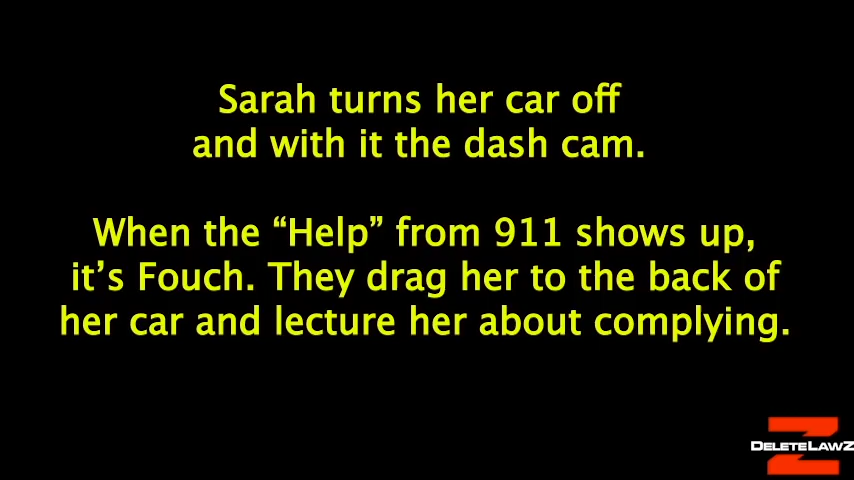 Sarah turns her car off
and with it the dash cam.
When the “Help” from 911 shows up,
it’s Fouch. They drag her to the back of
her car and lecture her about complying.
DELETELAWZ